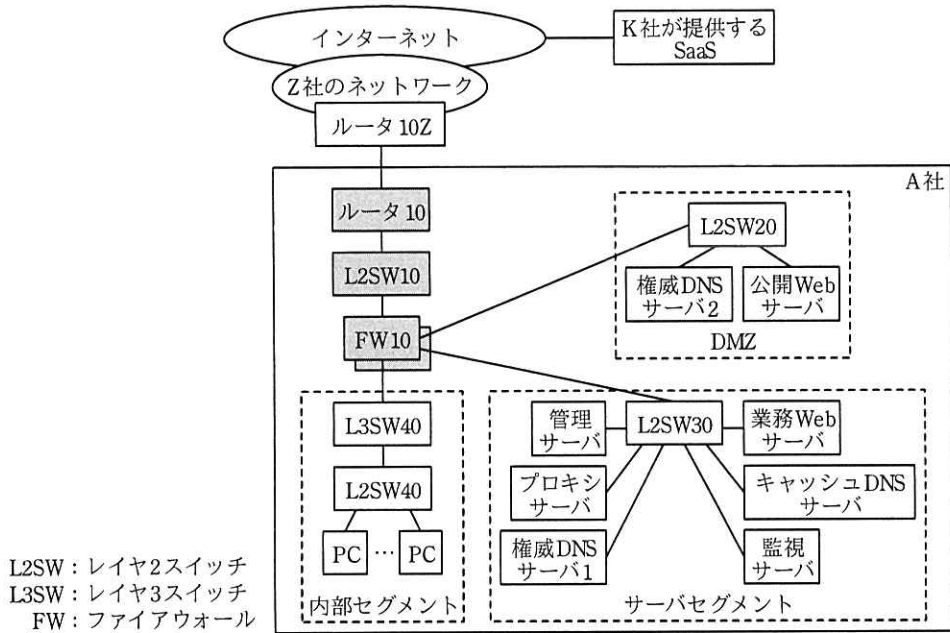 インターネット
K社が提供する
SaaS
Z社のネットワーク
ルータ10Z
A社
ルータ10
L2SW10
FW10
L2SW20
権威DNS
サーバ2
公開Web
サーバ
DMZ
L3SW40
L2SW40
PC … PC
内部セグメント
管理
サーバ
L2SW30
業務Web
サーバ
プロキシ
サーバ
キャッシュDNS
サーバ
権威DNS
サーバ1
監視
サーバ
サーバセグメント
L2SW：レイヤ2スイッチ
L3SW：レイヤ3スイッチ
FW：ファイアウォール